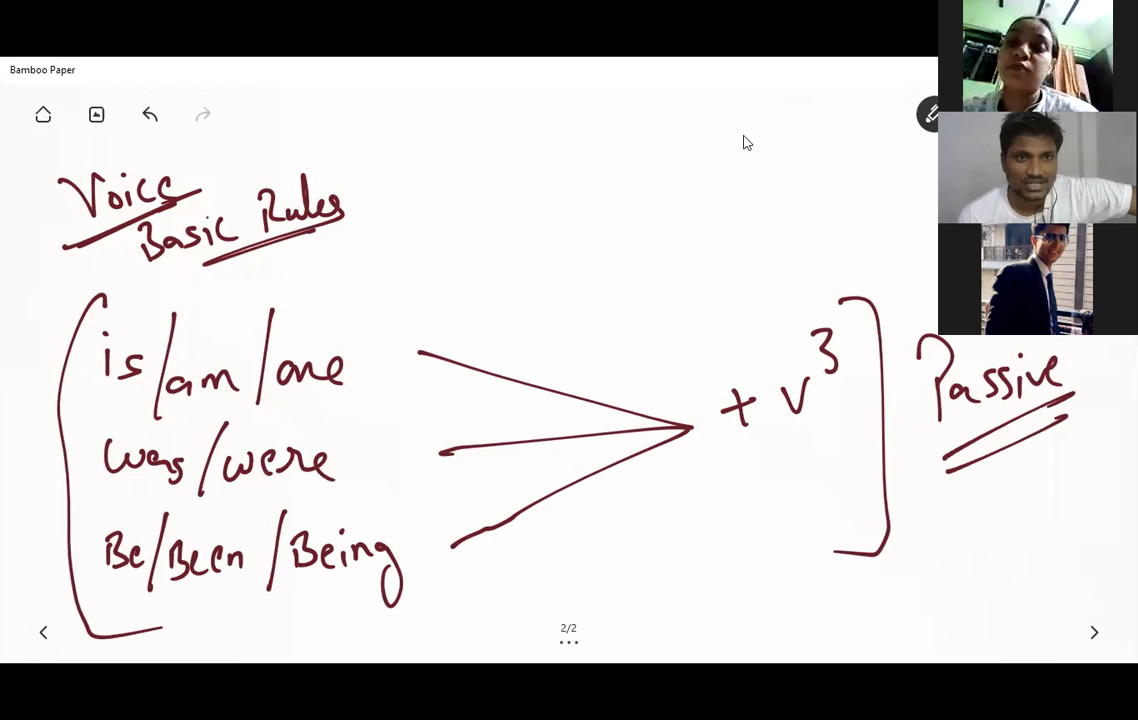 Bamboo Paper
Voice
Basic Rules
is/am/are
was/were
Be/Been/Being
+ v³
Passive
2/2